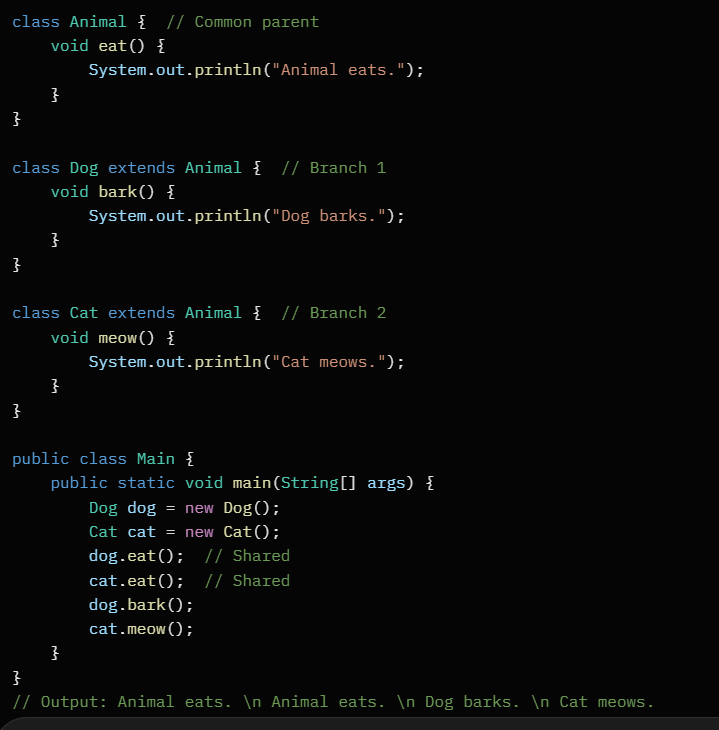 class Animal {  // Common parent
    void eat() {
        System.out.println("Animal eats.");
    }
}

class Dog extends Animal {  // Branch 1
    void bark() {
        System.out.println("Dog barks.");
    }
}

class Cat extends Animal {  // Branch 2
    void meow() {
        System.out.println("Cat meows.");
    }
}

public class Main {
    public static void main(String[] args) {
        Dog dog = new Dog();
        Cat cat = new Cat();
        dog.eat();  // Shared
        cat.eat();  // Shared
        dog.bark();
        cat.meow();
    }
}
// Output: Animal eats. \n Animal eats. \n Dog barks. \n Cat meows.